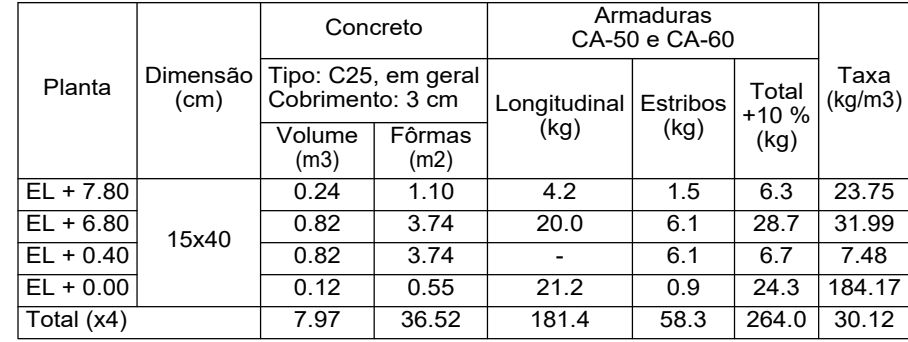 Planta Dimensão (cm) Concreto Armaduras CA-50 e CA-60 Taxa (kg/m3)
Tipo: C25, em geral
Cobrimento: 3 cm
Longitudinal (kg) Estribos (kg) Total +10 % (kg)
Volume (m3) Fôrmas (m2)
EL + 7.80 15x40 0.24 1.10 4.2 1.5 6.3 23.75
EL + 6.80 0.82 3.74 20.0 6.1 28.7 31.99
EL + 0.40 0.82 3.74 - 6.1 6.7 7.48
EL + 0.00 0.12 0.55 21.2 0.9 24.3 184.17
Total (x4) 7.97 36.52 181.4 58.3 264.0 30.12